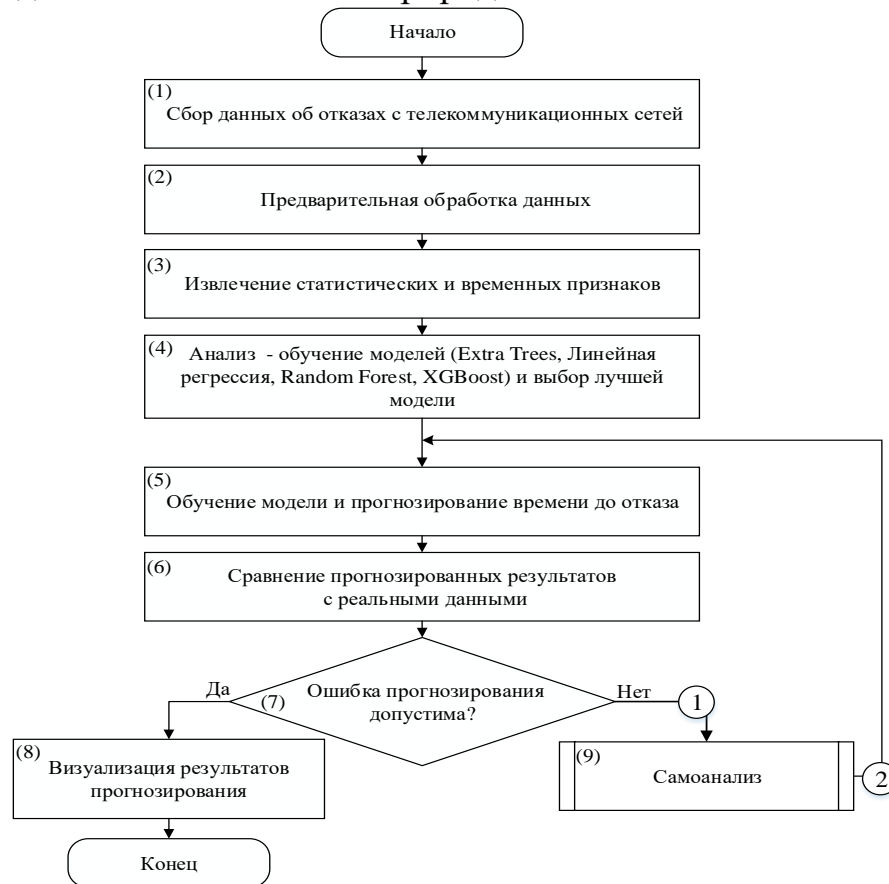 Начало
(1)
Сбор данных об отказах с телекоммуникационных сетей
(2)
Предварительная обработка данных
(3)
Извлечение статистических и временных признаков
(4) Анализ - обучение моделей (Extra Trees, Линейная
регрессия, Random Forest, XGBoost) и выбор лучшей
модели
(5)
Обучение модели и прогнозирование времени до отказа
(6)
Сравнение прогнозированных результатов
с реальными данными
Да
(7)
Ошибка прогнозирования
допустима?
Нет
1
(8)
Визуализация результатов
прогнозирования
(9)
Самоанализ
2
Конец